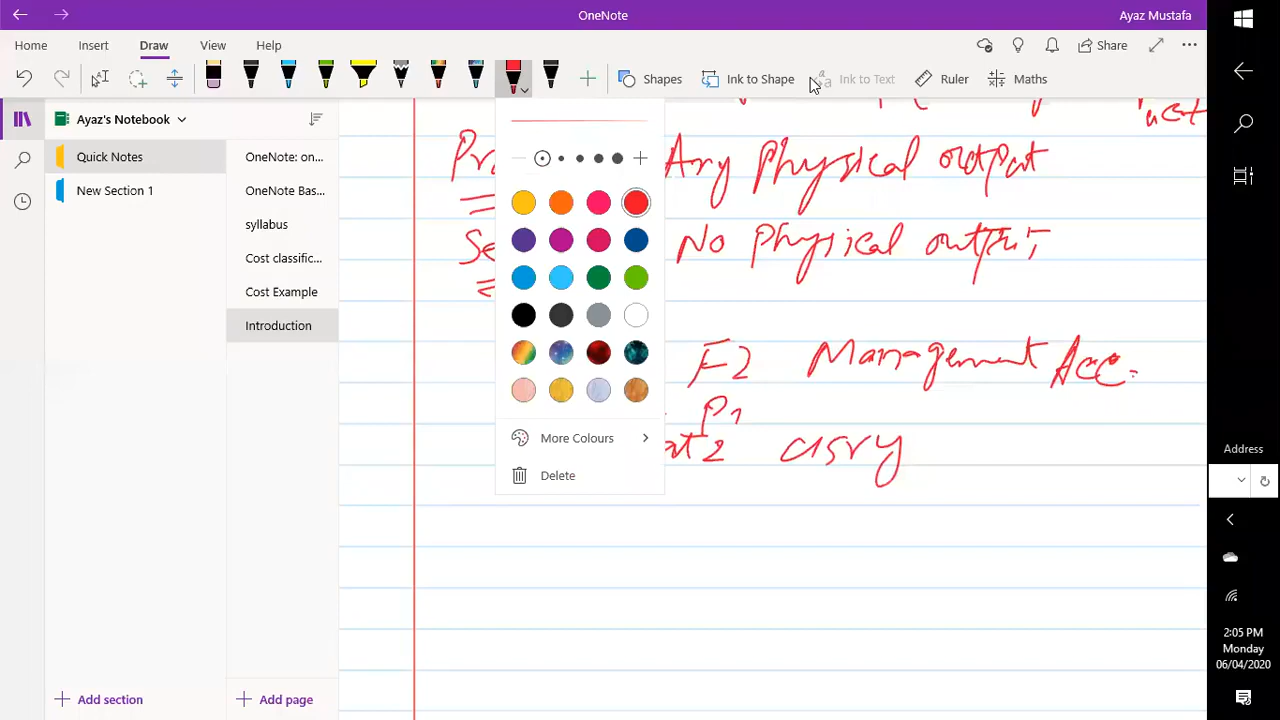 OneNote
Ayaz Mustafa
Home Insert Draw View Help
Share
Shapes Ink to Shape Ink to Text Ruler Maths
Ayaz's Notebook
Quick Notes
New Section 1
OneNote: on...
OneNote Bas...
syllabus
Cost classific...
Cost Example
Introduction
Add section
Add page
More Colours
Delete
Any Physical output
No Physical output
F2 Management Acc.
P1
Address
2:05 PM
Monday
06/04/2020